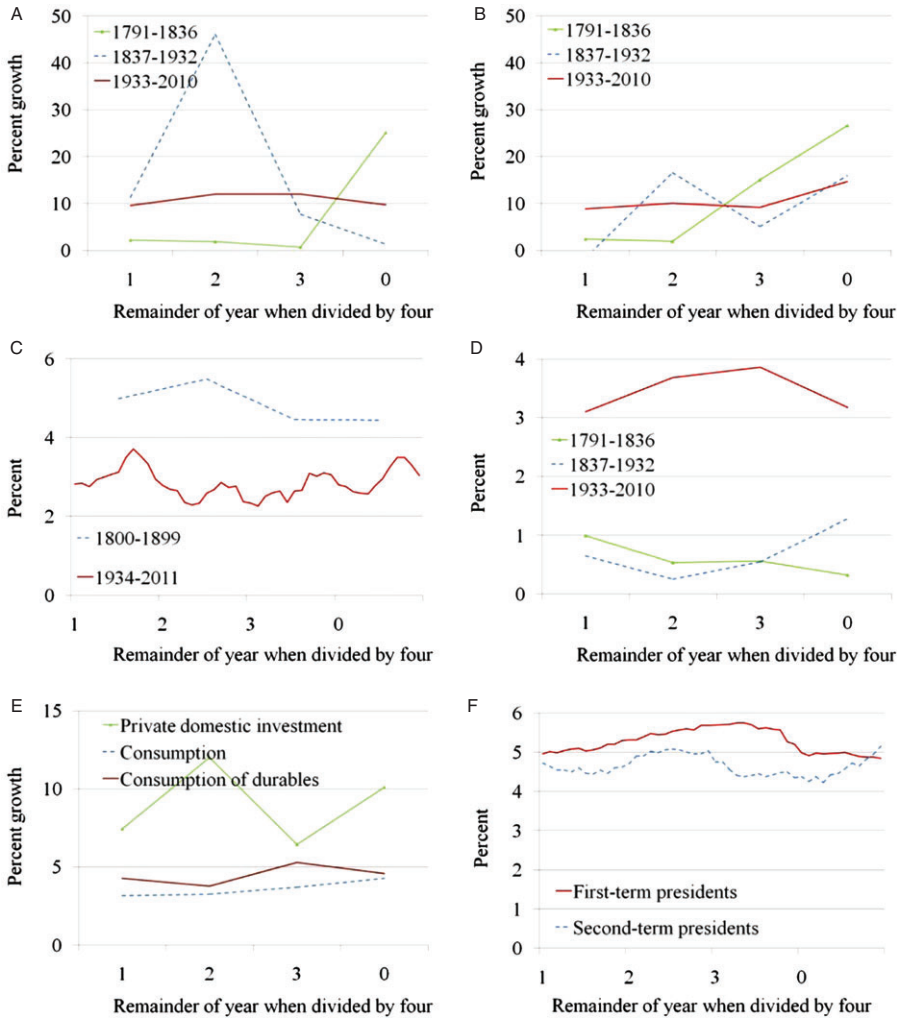 A
50
40
30
20
10
0
Percent growth
1791-1836
1837-1932
1933-2010
1 2 3 0
Remainder of year when divided by four
B
50
40
30
20
10
0
Percent growth
1791-1836
1837-1932
1933-2010
1 2 3 0
Remainder of year when divided by four
C
6
4
2
0
Percent
1800-1899
1934-2011
1 2 3 0
Remainder of year when divided by four
D
4
3
2
1
0
Percent
1791-1836
1837-1932
1933-2010
1 2 3 0
Remainder of year when divided by four
E
15
10
5
0
Percent growth
Private domestic investment
Consumption
Consumption of durables
1 2 3 0
Remainder of year when divided by four
F
6
5
4
3
2
1
0
Percent
First-term presidents
Second-term presidents
1 2 3 0
Remainder of year when divided by four